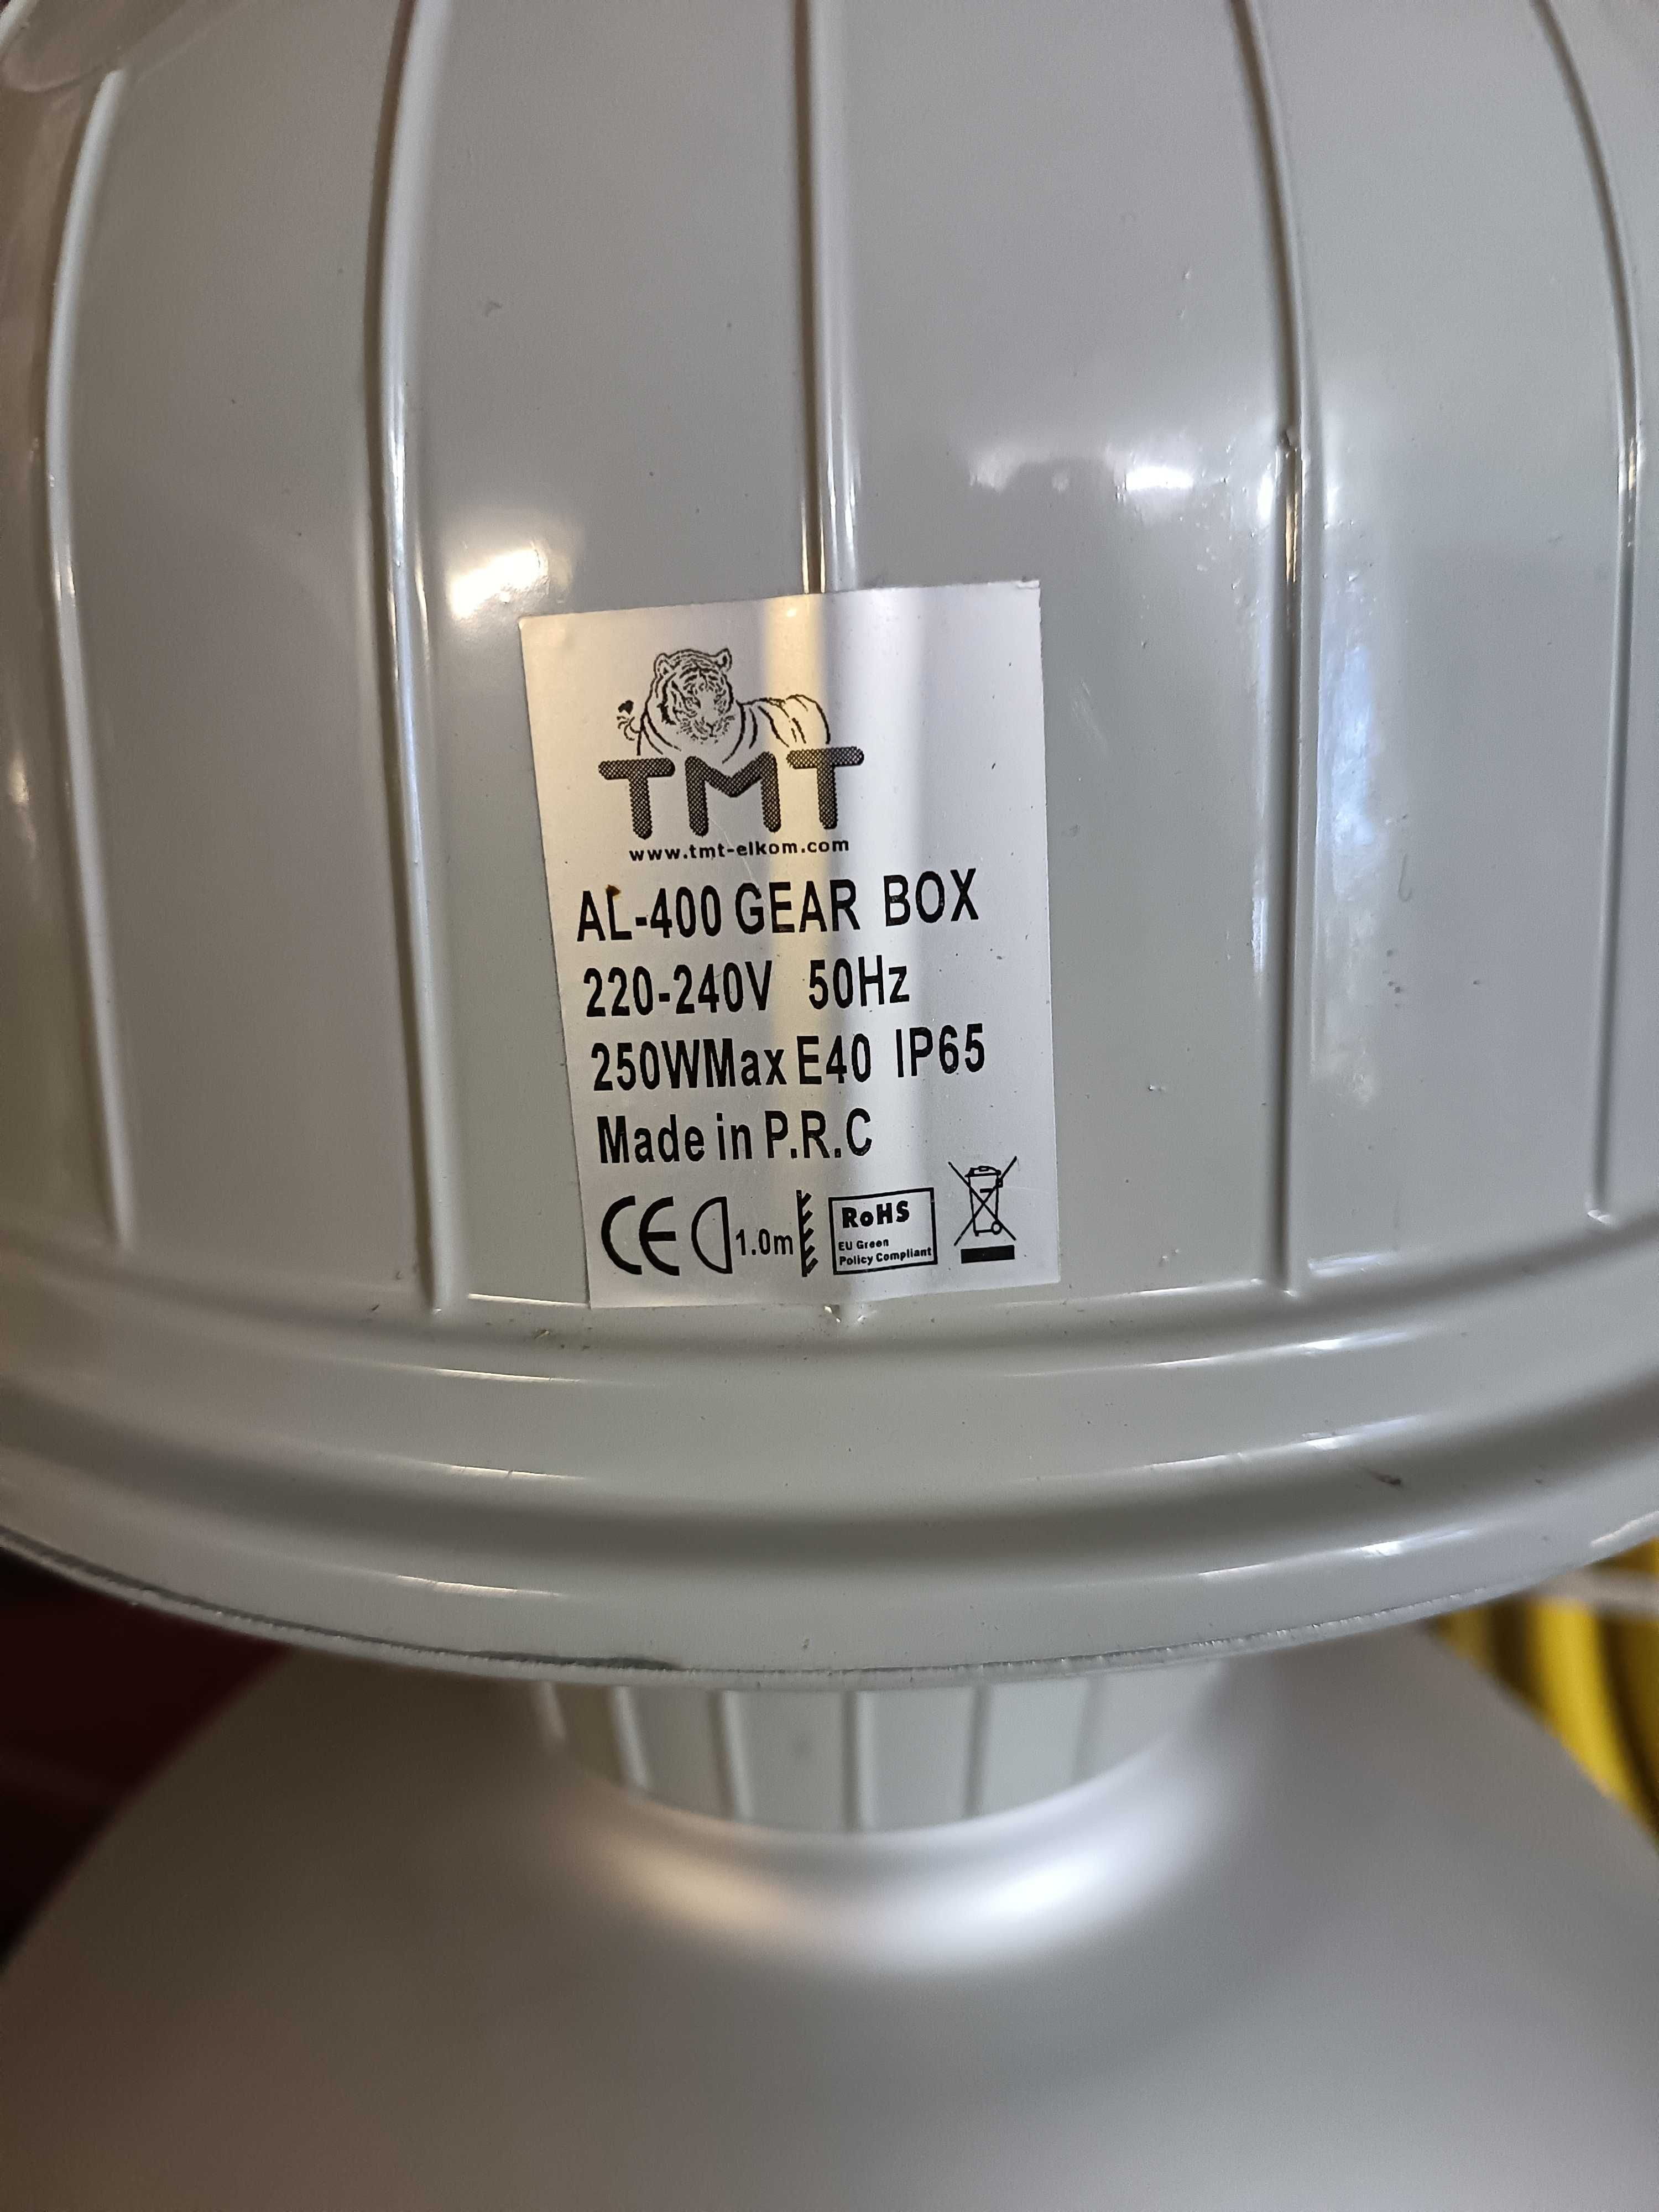 TMT
www.tmt-elkom.com
AL-400 GEAR BOX
220-240V 50Hz
250WMax E40 IP65
Made in P.R.C
CE 1.0m RoHS
EU Green
Policy Compliant